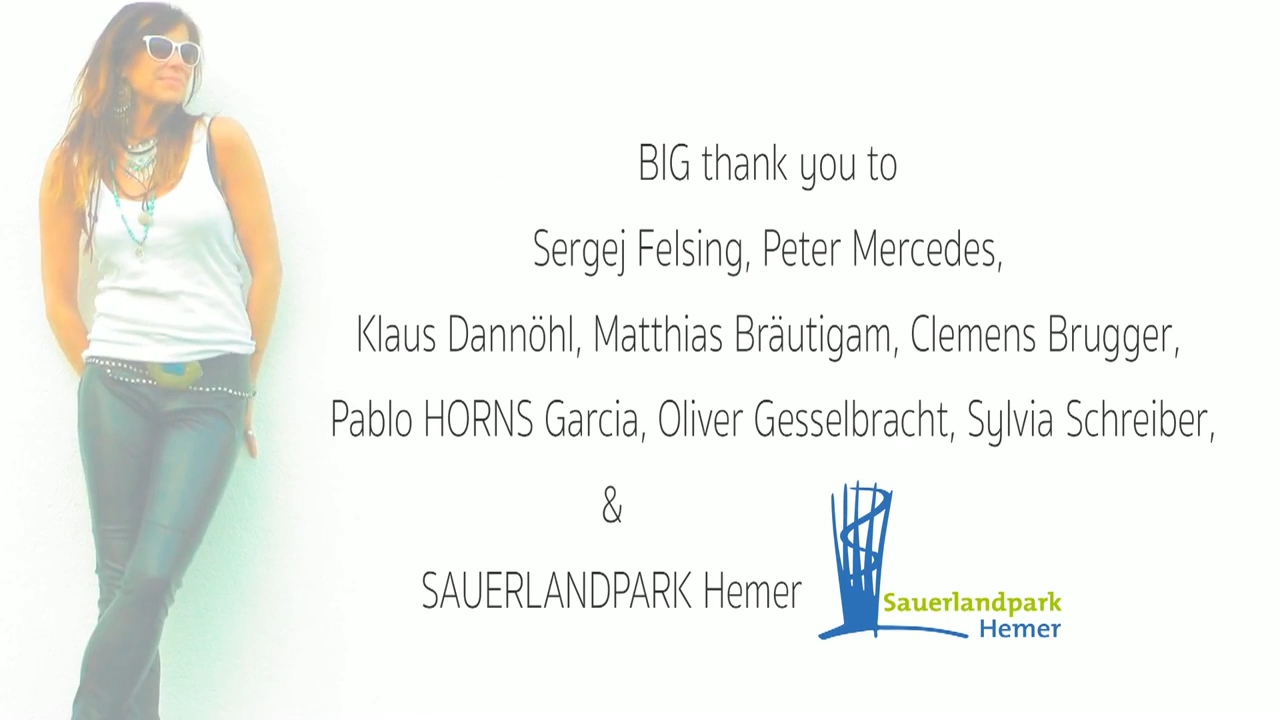 BIG thank you to
Sergej Felsing, Peter Mercedes,
Klaus Dannöhl, Matthias Bräutigam, Clemens Brugger,
Pablo HORNS Garcia, Oliver Gesselbracht, Sylvia Schreiber,
&
SAUERLANDPARK Hemer
Sauerlandpark
Hemer